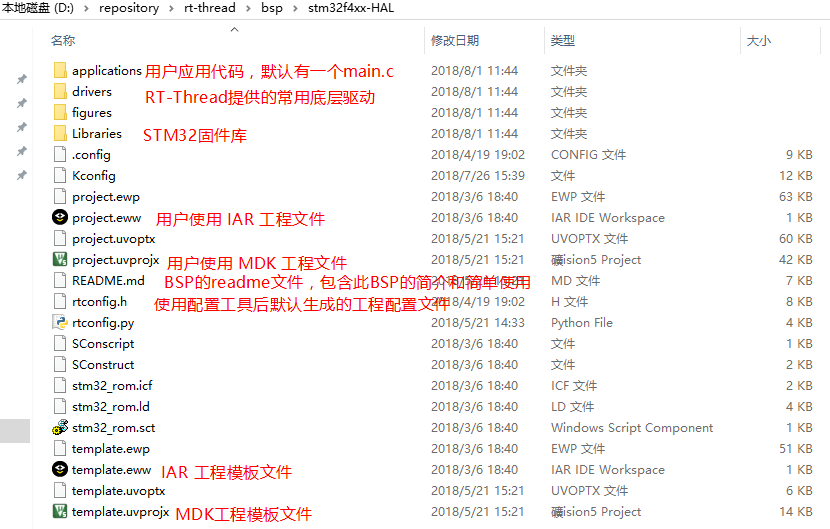 本地磁盘 (D:) > repository > rt-thread > bsp > stm32f4xx-HAL
名称 修改日期 类型 大小
applications 用户应用代码，默认有一个main.c 2018/8/1 11:44 文件夹
drivers RT-Thread提供的常用底层驱动 2018/8/1 11:44 文件夹
figures 2018/8/1 11:44 文件夹
Libraries STM32固件库 2018/8/1 11:44 文件夹
.config 2018/4/19 19:02 CONFIG 文件 9 KB
Kconfig 2018/7/26 15:39 文件 12 KB
project.ewp 2018/3/6 18:40 EWP 文件 63 KB
project.eww 用户使用 IAR 工程文件 2018/3/6 18:40 IAR IDE Workspace 1 KB
project.uvoptx 2018/5/21 15:21 UVOPTX 文件 60 KB
project.uvprojx 用户使用 MDK 工程文件 2018/5/21 15:21 礦ision5 Project 42 KB
README.md BSP的readme文件，包含此BSP的简介和简单使用 MD 文件 7 KB
rtconfig.h 使用配置工具后默认生成的工程配置文件 2018/4/19 19:02 H 文件 8 KB
rtconfig.py 2018/5/21 14:33 Python File 4 KB
SConscript 2018/3/6 18:40 文件 1 KB
SConstruct 2018/3/6 18:40 文件 2 KB
stm32_rom.icf 2018/3/6 18:40 ICF 文件 2 KB
stm32_rom.ld 2018/3/6 18:40 LD 文件 4 KB
stm32_rom.sct 2018/3/6 18:40 Windows Script Component 1 KB
template.ewp 2018/3/6 18:40 EWP 文件 51 KB
template.eww IAR 工程模板文件 2018/3/6 18:40 IAR IDE Workspace 1 KB
template.uvoptx 2018/5/21 15:21 UVOPTX 文件 6 KB
template.uvprojx MDK工程模板文件 2018/5/21 15:21 礦ision5 Project 14 KB